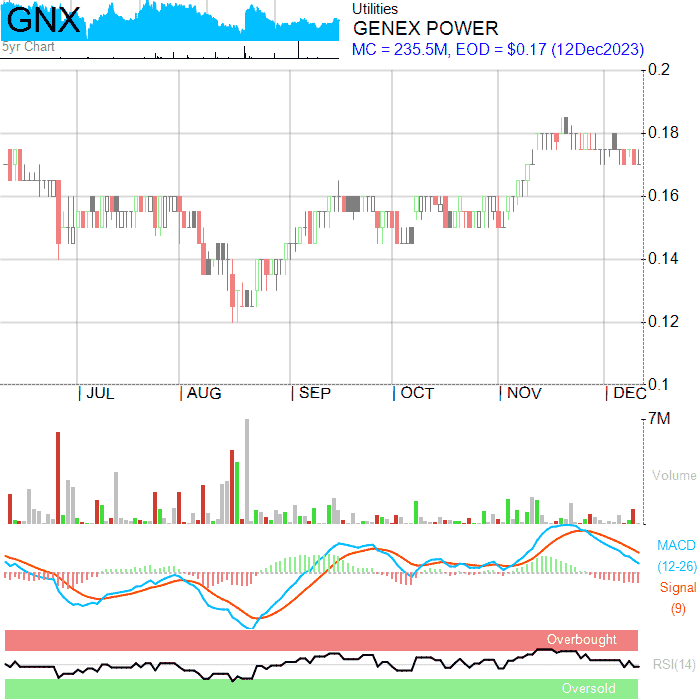 GNX
5yr Chart
Utilities
GENEX POWER
MC = 235.5M, EOD = $0.17 (12Dec2023)
0.2
0.18
0.16
0.14
0.12
0.1
| JUL | AUG | SEP | OCT | NOV | DEC
7M
Volume
MACD
(12-26)
Signal
(9)
Overbought
RSI(14)
Oversold